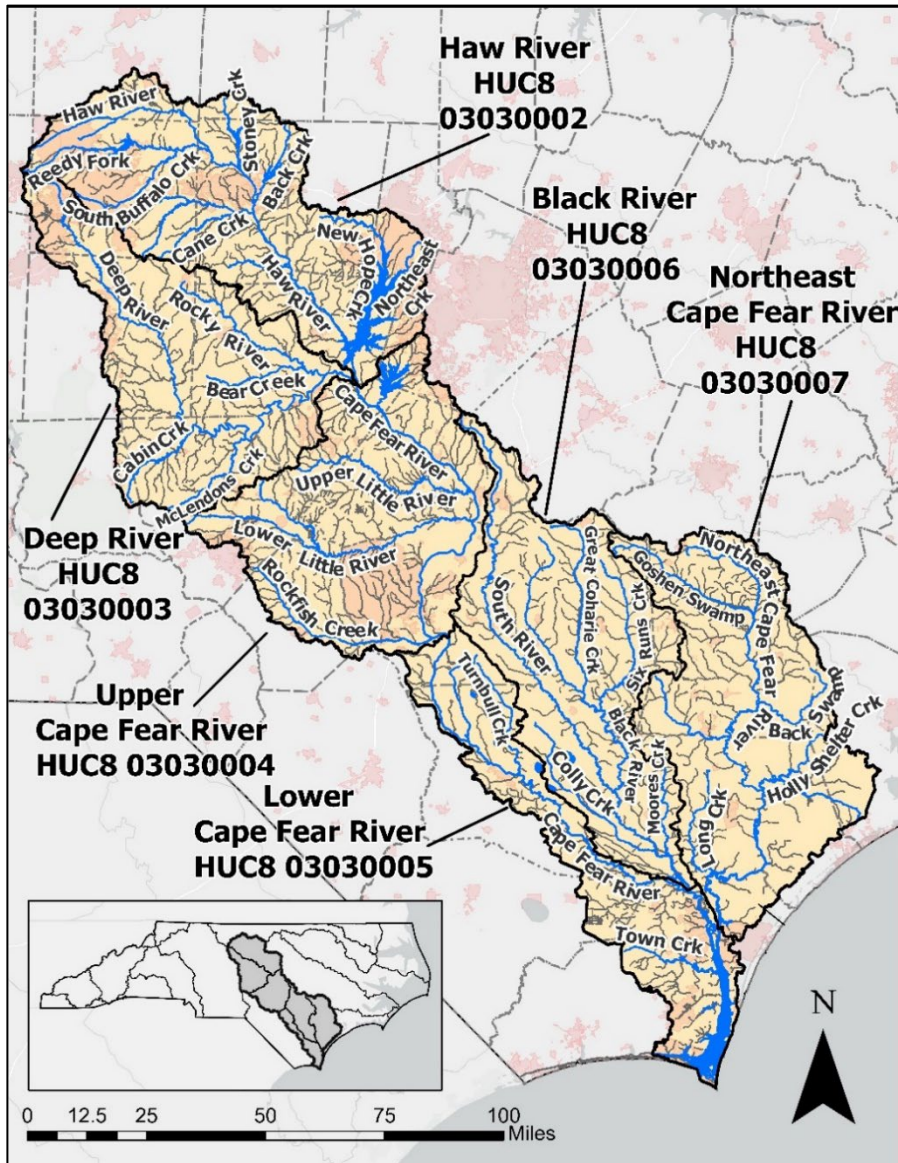 Haw River
HUC8
03030002
Black River
HUC8
03030006
Northeast
Cape Fear River
HUC8
03030007
Deep River
HUC8
03030003
Upper
Cape Fear River
HUC8 03030004
Lower
Cape Fear River
HUC8 03030005
Haw River
Stoney Crk
Reedy Fork
Back Crk
South Buffalo Crk
Cane Crk
New Hope Crk
Northeast
Crk
Haw River
Deep River
Rocky
River
Bear Creek
Cabin Crk
McLendons Crk
Cape Fear River
Upper Little River
Lower Little River
Rockfish Creek
South River
Great Coharie Crk
Six Runs Crk
Goshen Swamp
Northeast Cape Fear
River
Back Swamp
Holly Shelter Crk
Turnbull Crk
Black
River
Colly Crk
Moores Crk
Long Crk
Cape Fear River
Town Crk
N
0 12.5 25 50 75 100
Miles